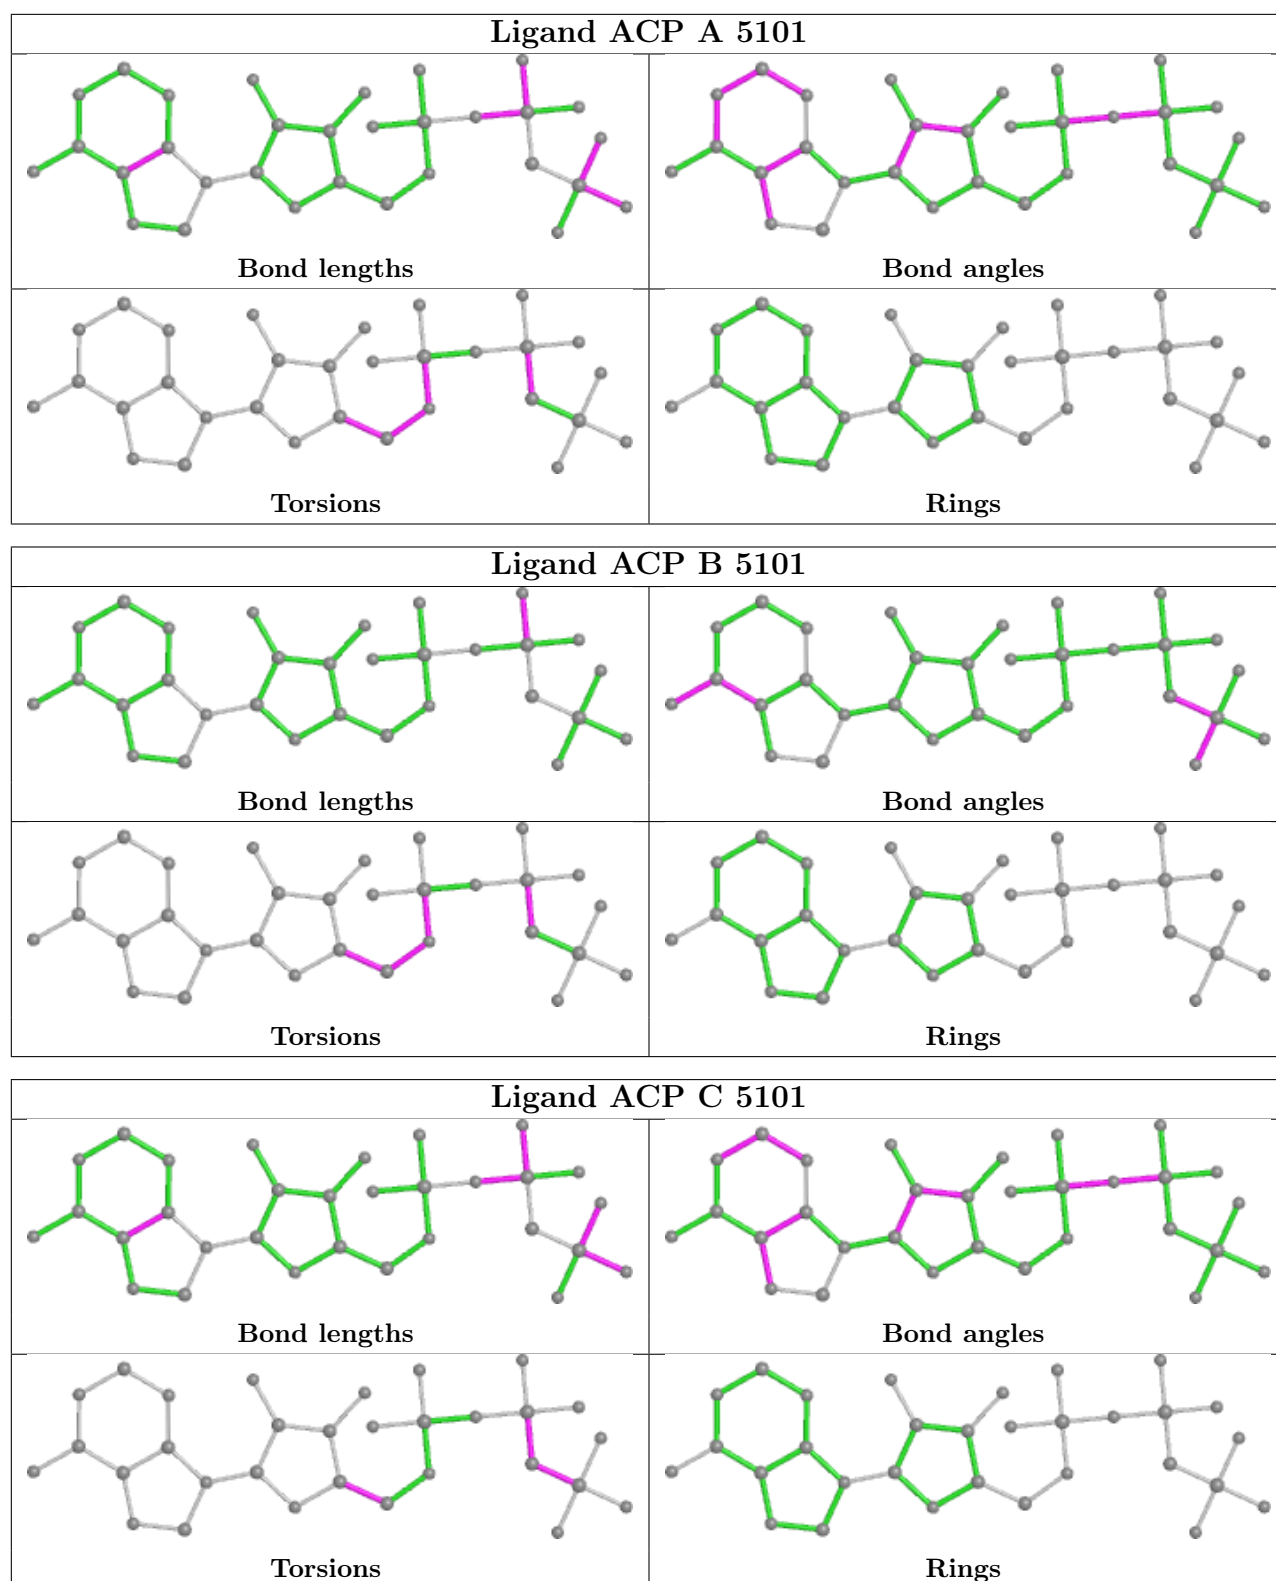 Ligand ACP A 5101
Bond lengths
Bond angles
Torsions
Rings
Ligand ACP B 5101
Bond lengths
Bond angles
Torsions
Rings
Ligand ACP C 5101
Bond lengths
Bond angles
Torsions
Rings